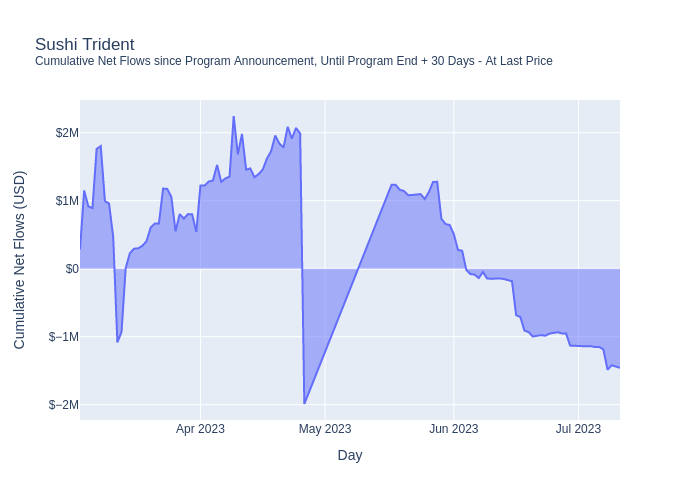 Sushi Trident
Cumulative Net Flows since Program Announcement, Until Program End + 30 Days - At Last Price
Cumulative Net Flows (USD)
$2M
$1M
$0
$−1M
$−2M
Apr 2023
May 2023
Jun 2023
Jul 2023
Day